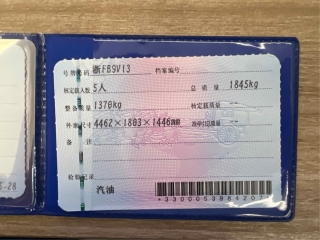 号牌号码 浙FB9V13 档案编号
核定载人数 5人 总质量 1845kg
整备质量 1370kg 核定载质量
外廓尺寸 4462×1803×1446mm 准牵引总质量
备注
检验记录
汽油